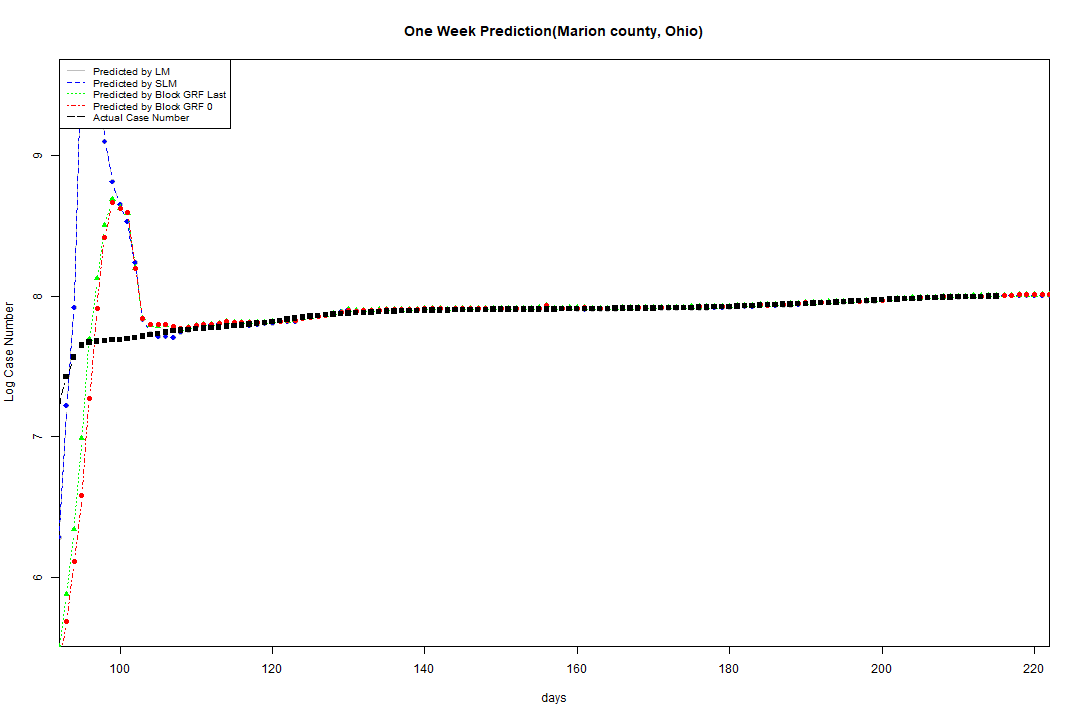 One Week Prediction(Marion county, Ohio)
Predicted by LM
Predicted by SLM
Predicted by Block GRF Last
Predicted by Block GRF 0
Actual Case Number
9
8
7
6
Log Case Number
100 120 140 160 180 200 220
days